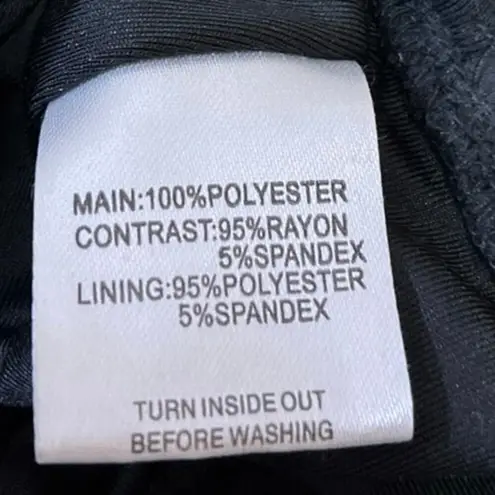 MAIN:100%POLYESTER
CONTRAST:95%RAYON
5%SPANDEX
LINING:95%POLYESTER
5%SPANDEX
TURN INSIDE OUT
BEFORE WASHING